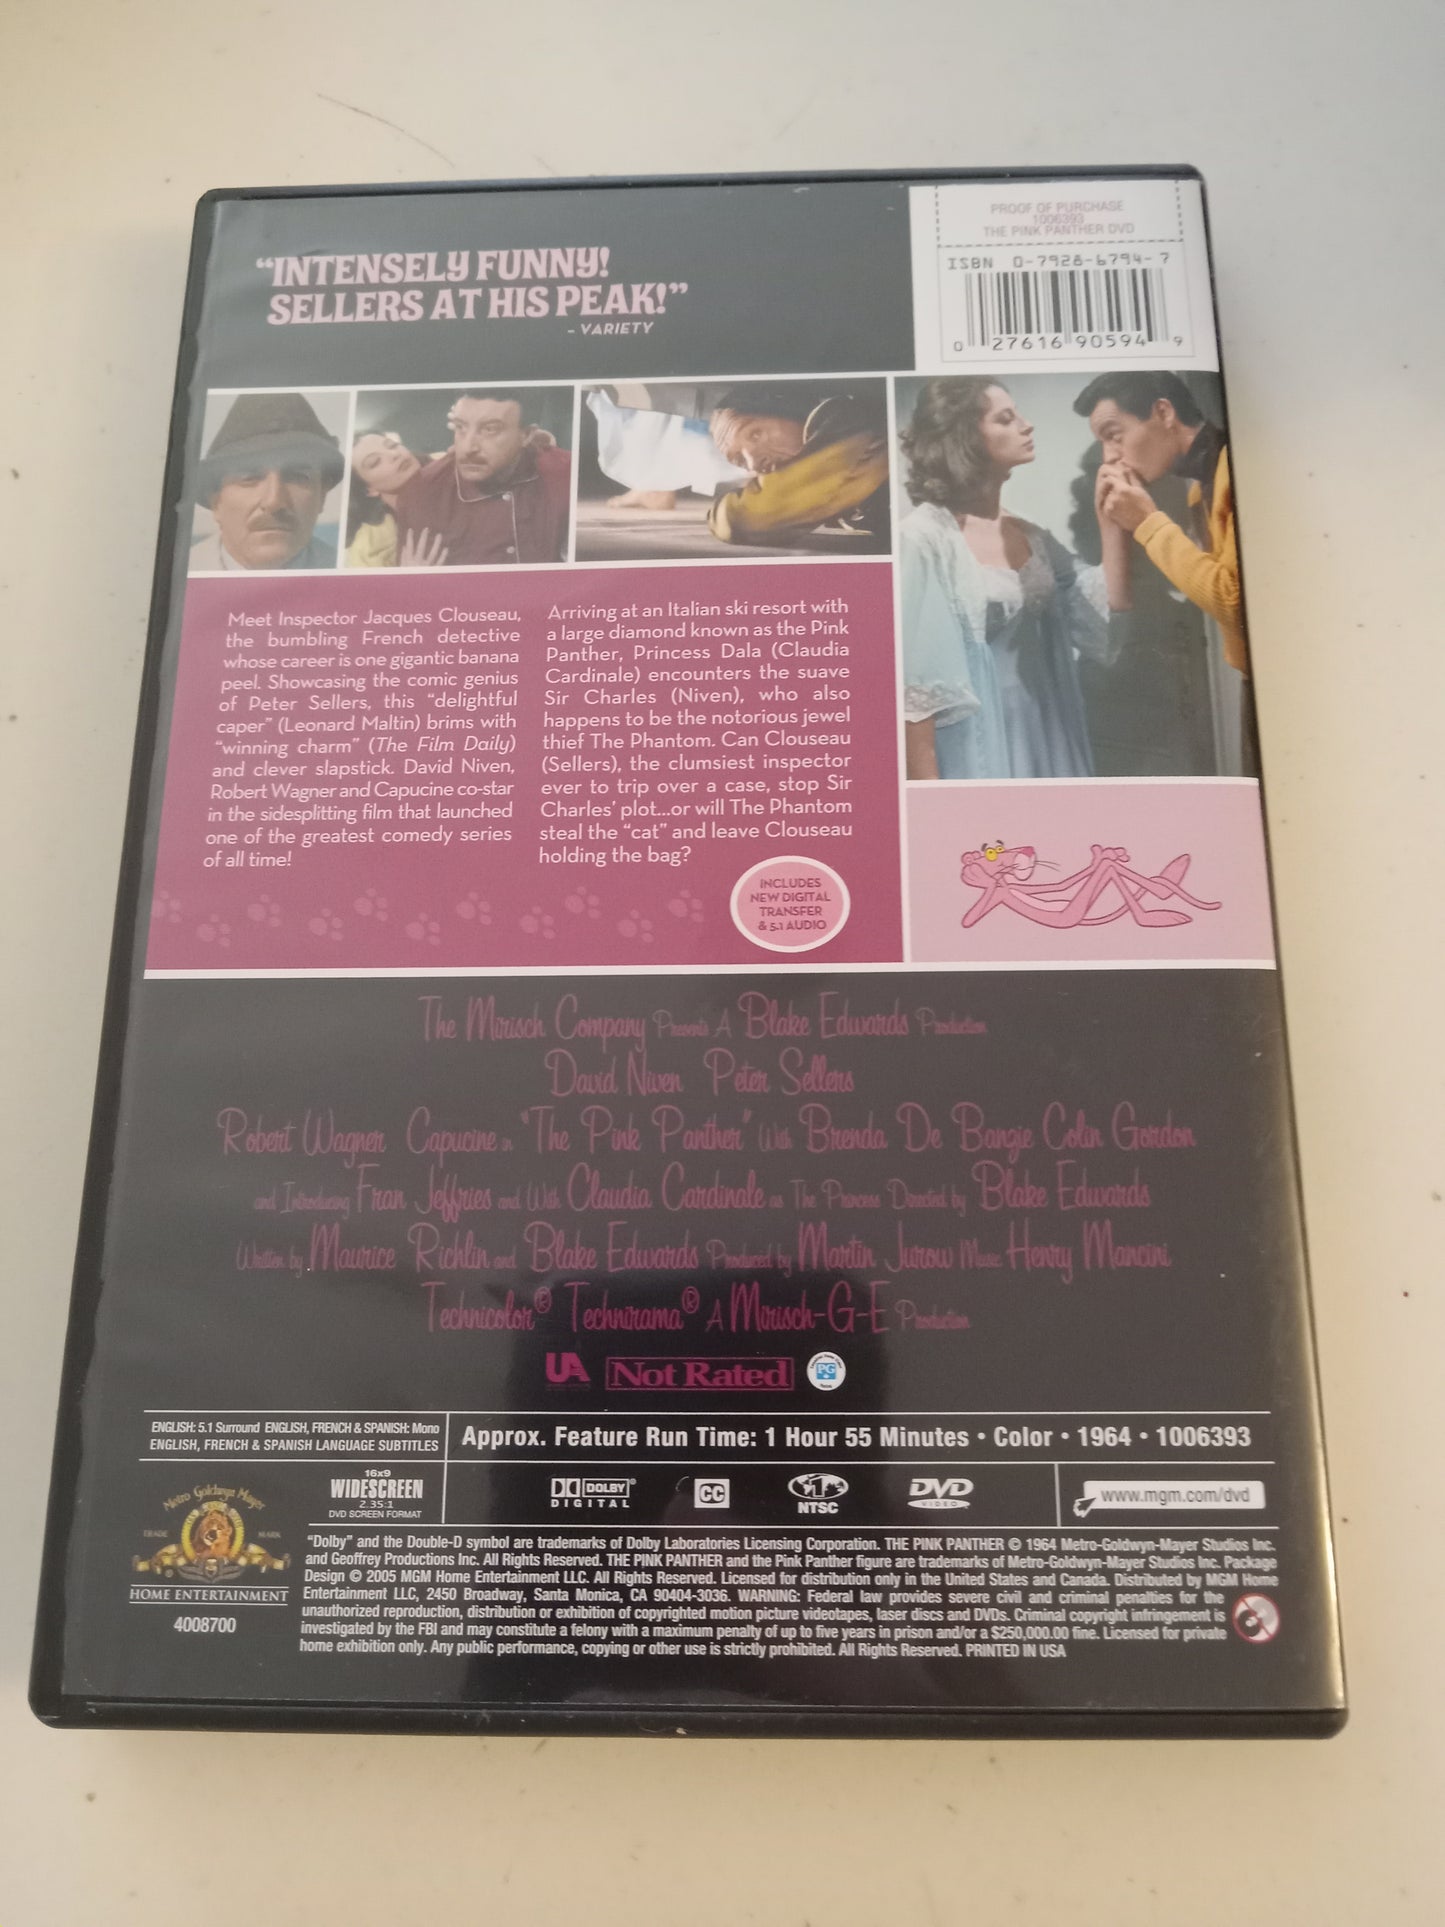 "INTENSELY FUNNY!
SELLERS AT HIS PEAK!"
- VARIETY
PROOF OF PURCHASE
1006393
THE PINK PANTHER DVD
ISBN 0-7928-6794-7
0 27616 90594 9
Meet Inspector Jacques Clouseau,
the bumbling French detective
whose career is one gigantic banana
peel. Showcasing the comic genius
of Peter Sellers, this "delightful
caper" (Leonard Maltin) brims with
"winning charm" (The Film Daily)
and clever slapstick. David Niven,
Robert Wagner and Capucine co-star
in the sidesplitting film that launched
one of the greatest comedy series
of all time!
Arriving at an Italian ski resort with
a large diamond known as the Pink
Panther, Princess Dala (Claudia
Cardinale) encounters the suave
Sir Charles (Niven), who also
happens to be the notorious jewel
thief The Phantom. Can Clouseau
(Sellers), the clumsiest inspector
ever to trip over a case, stop Sir
Charles' plot...or will The Phantom
steal the "cat" and leave Clouseau
holding the bag?
INCLUDES
NEW DIGITAL
TRANSFER
& 5.1 AUDIO
The Mirisch Company Presents A Blake Edwards Production
David Niven Peter Sellers
Robert Wagner Capucine in "The Pink Panther" With Brenda De Banzie Colin Gordon
and Introducing Fran Jeffries and With Claudia Cardinale as The Princess Directed by Blake Edwards
Written by Maurice Richlin and Blake Edwards Produced by Martin Jurow Music Henry Mancini
Technicolor® Technirama® A Mirisch-G-E Production
UA Not Rated PG
ENGLISH: 5.1 Surround ENGLISH, FRENCH & SPANISH: Mono
ENGLISH, FRENCH & SPANISH LANGUAGE SUBTITLES
Approx. Feature Run Time: 1 Hour 55 Minutes • Color • 1964 • 1006393
Metro Goldwyn Mayer
TRADE MARK
HOME ENTERTAINMENT
4008700
16x9
WIDESCREEN
2.35:1
DVD SCREEN FORMAT
DOLBY®
DIGITAL
CC
NTSC
DVD
VIDEO
www.mgm.com/dvd
"Dolby" and the Double-D symbol are trademarks of Dolby Laboratories Licensing Corporation. THE PINK PANTHER © 1964 Metro-Goldwyn-Mayer Studios Inc.
and Geoffrey Productions Inc. All Rights Reserved. THE PINK PANTHER and the Pink Panther figure are trademarks of Metro-Goldwyn-Mayer Studios Inc. Package
Design © 2005 MGM Home Entertainment LLC. All Rights Reserved. Licensed for distribution only in the United States and Canada. Distributed by MGM Home
Entertainment LLC, 2450 Broadway, Santa Monica, CA 90404-3036. WARNING: Federal law provides severe civil and criminal penalties for the
unauthorized reproduction, distribution or exhibition of copyrighted motion picture videotapes, laser discs and DVDs. Criminal copyright infringement is
investigated by the FBI and may constitute a felony with a maximum penalty of up to five years in prison and/or a $250,000.00 fine. Licensed for private
home exhibition only. Any public performance, copying or other use is strictly prohibited. All Rights Reserved. PRINTED IN USA